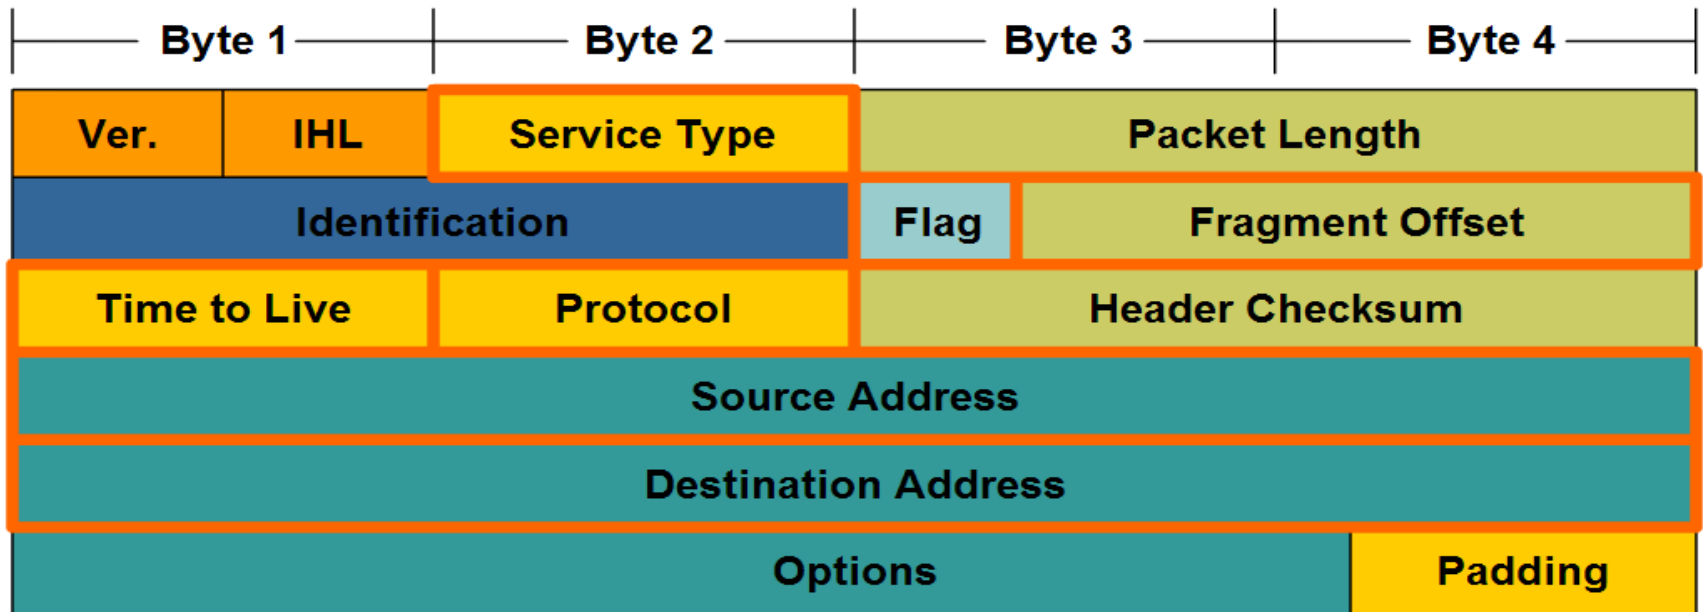 Byte 1 Byte 2 Byte 3 Byte 4
Ver. IHL Service Type Packet Length
Identification Flag Fragment Offset
Time to Live Protocol Header Checksum
Source Address
Destination Address
Options Padding